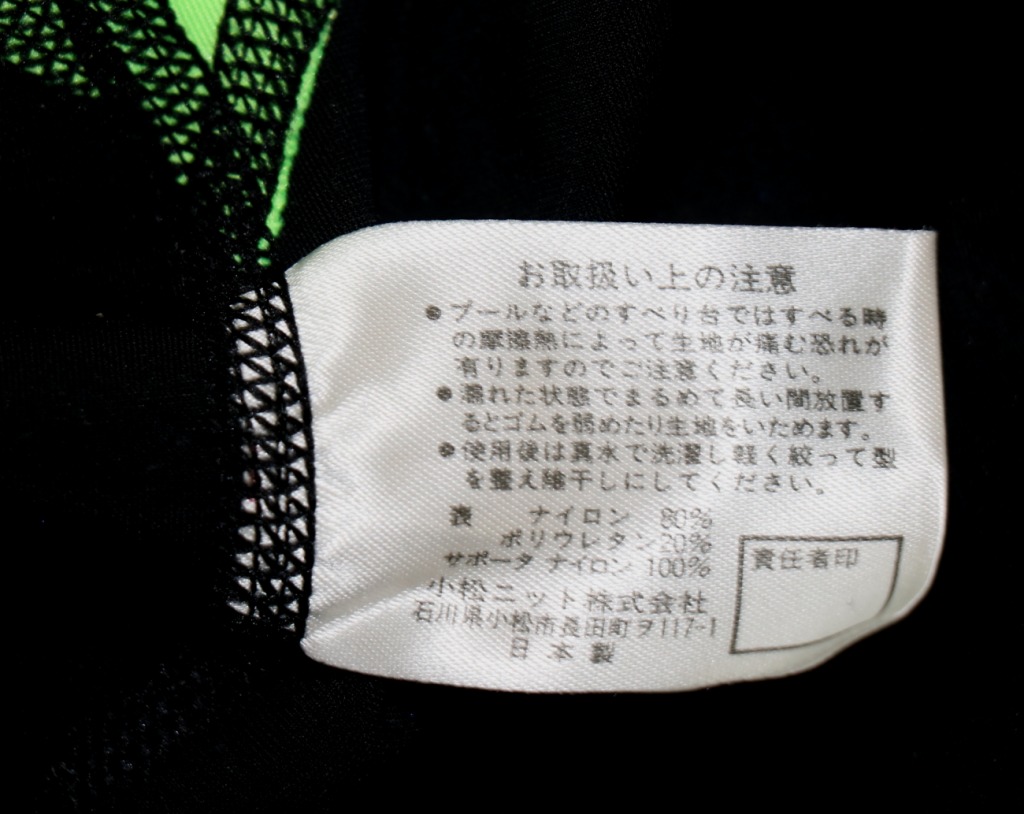 お取扱い上の注意
●プールなどのすべり台ではすべる時
の摩擦熱によって生地が痛む恐れが
有りますのでご注意ください。
●濡れた状態でまるめて長い間放置す
るとゴムを弱めたり生地をいためます。
●使用後は真水で洗濯し軽く絞って型
を整え陰干しにしてください。
表 ナイロン 80%
ポリウレタン 20%
サポータ ナイロン 100%
小松ニット株式会社
石川県小松市長田町ヲ117-1
日本製
責任者印